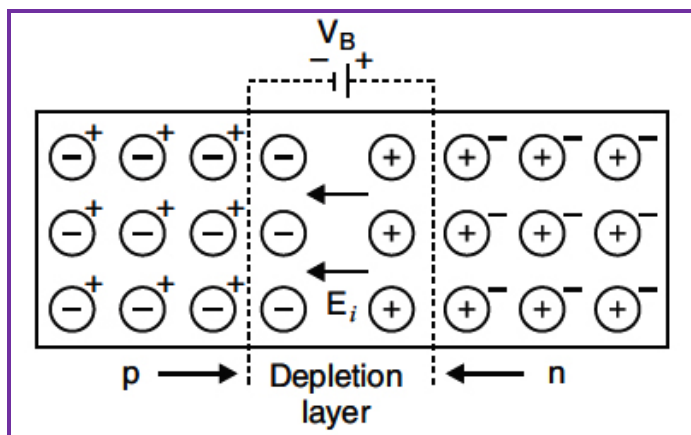 V_B
− +
− + − + − + − + + − + − + −
− + − + − + − + + − + − + −
− + − + − + − + + − + − + −
E_i
p Depletion n
layer